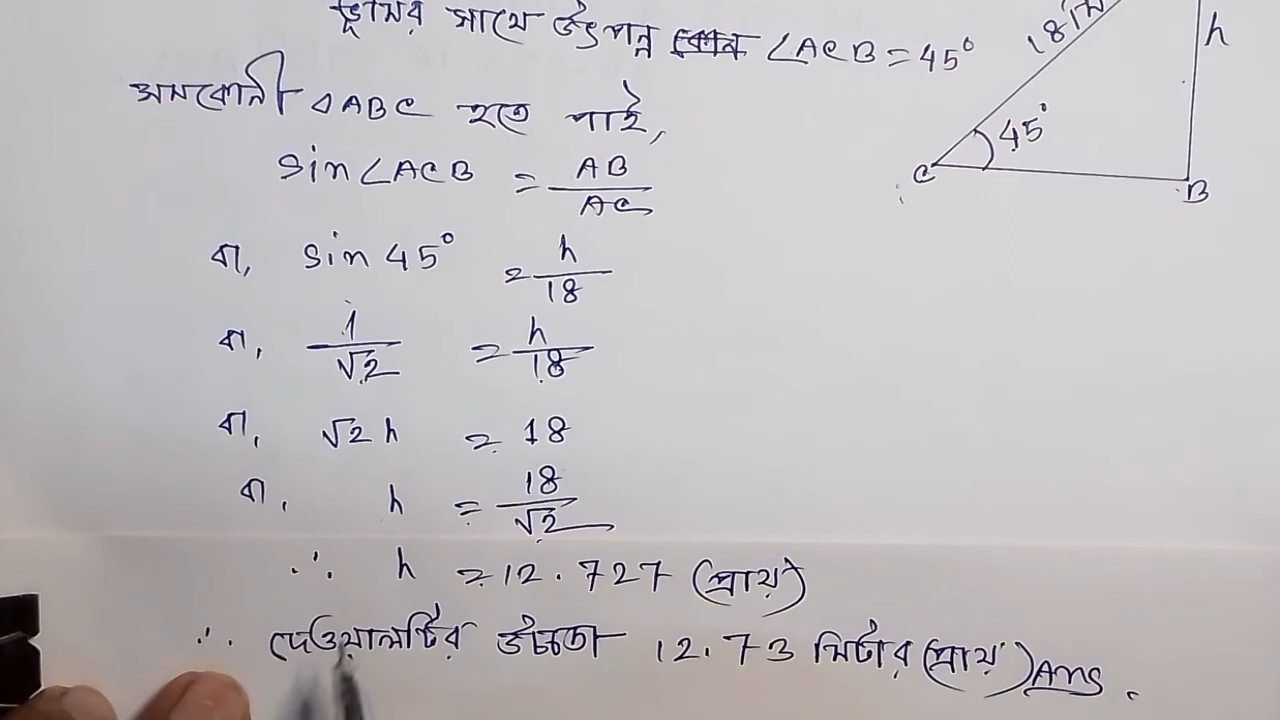 ভূমির সাথে উৎপন্ন কোন ∠ACB = 45°
18 মি
h
সমকোনী ΔABC হতে পাই,
45°
C
B
sin∠ACB = AB/AC
বা, sin 45° = h/18
বা, 1/√2 = h/18
বা, √2 h = 18
বা, h = 18/√2
∴ h = 12.727 (প্রায়)
∴ দেওয়ালটির উচ্চতা 12.73 মিটার (প্রায়) Ans.